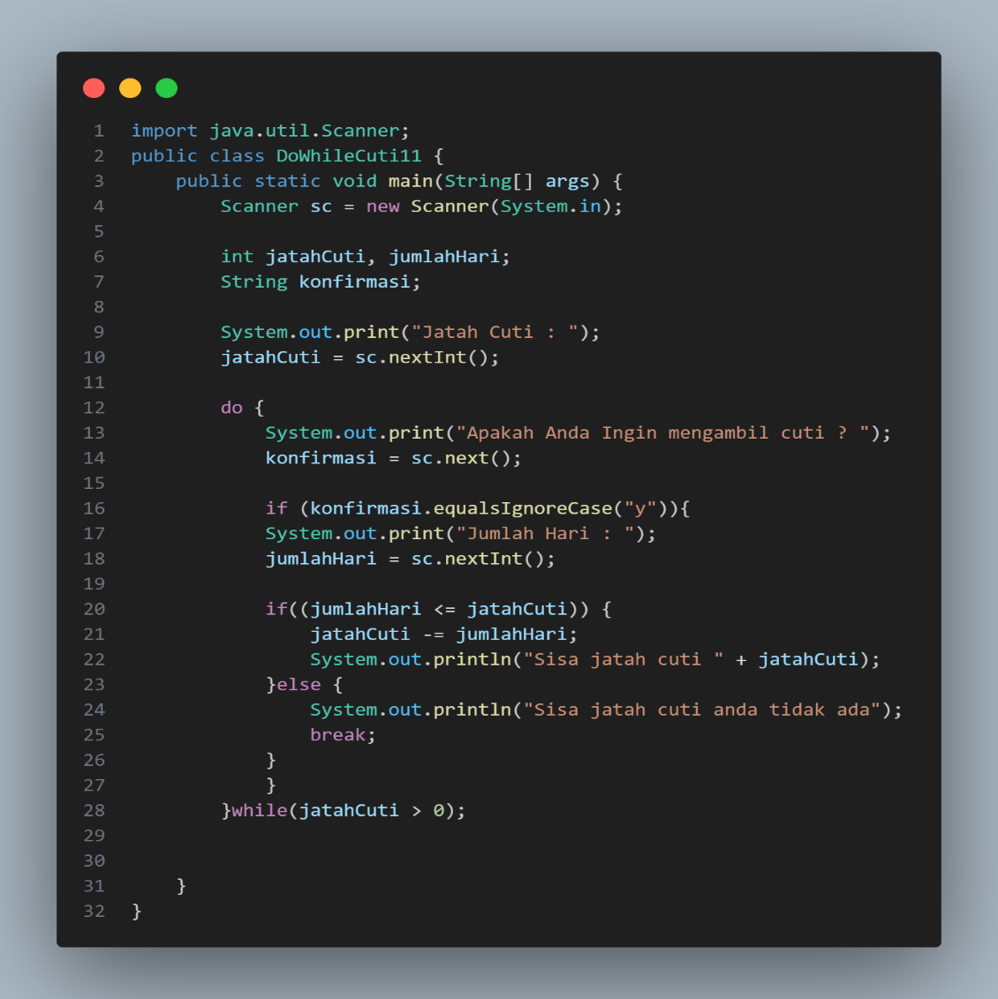 1 import java.util.Scanner;
2 public class DoWhileCuti11 {
3     public static void main(String[] args) {
4         Scanner sc = new Scanner(System.in);
5
6         int jatahCuti, jumlahHari;
7         String konfirmasi;
8
9         System.out.print("Jatah Cuti : ");
10         jatahCuti = sc.nextInt();
11
12         do {
13             System.out.print("Apakah Anda Ingin mengambil cuti ? ");
14             konfirmasi = sc.next();
15
16             if (konfirmasi.equalsIgnoreCase("y")){
17             System.out.print("Jumlah Hari : ");
18             jumlahHari = sc.nextInt();
19
20             if((jumlahHari <= jatahCuti)) {
21                 jatahCuti -= jumlahHari;
22                 System.out.println("Sisa jatah cuti " + jatahCuti);
23             }else {
24                 System.out.println("Sisa jatah cuti anda tidak ada");
25                 break;
26             }
27             }
28         }while(jatahCuti > 0);
29
30
31     }
32 }